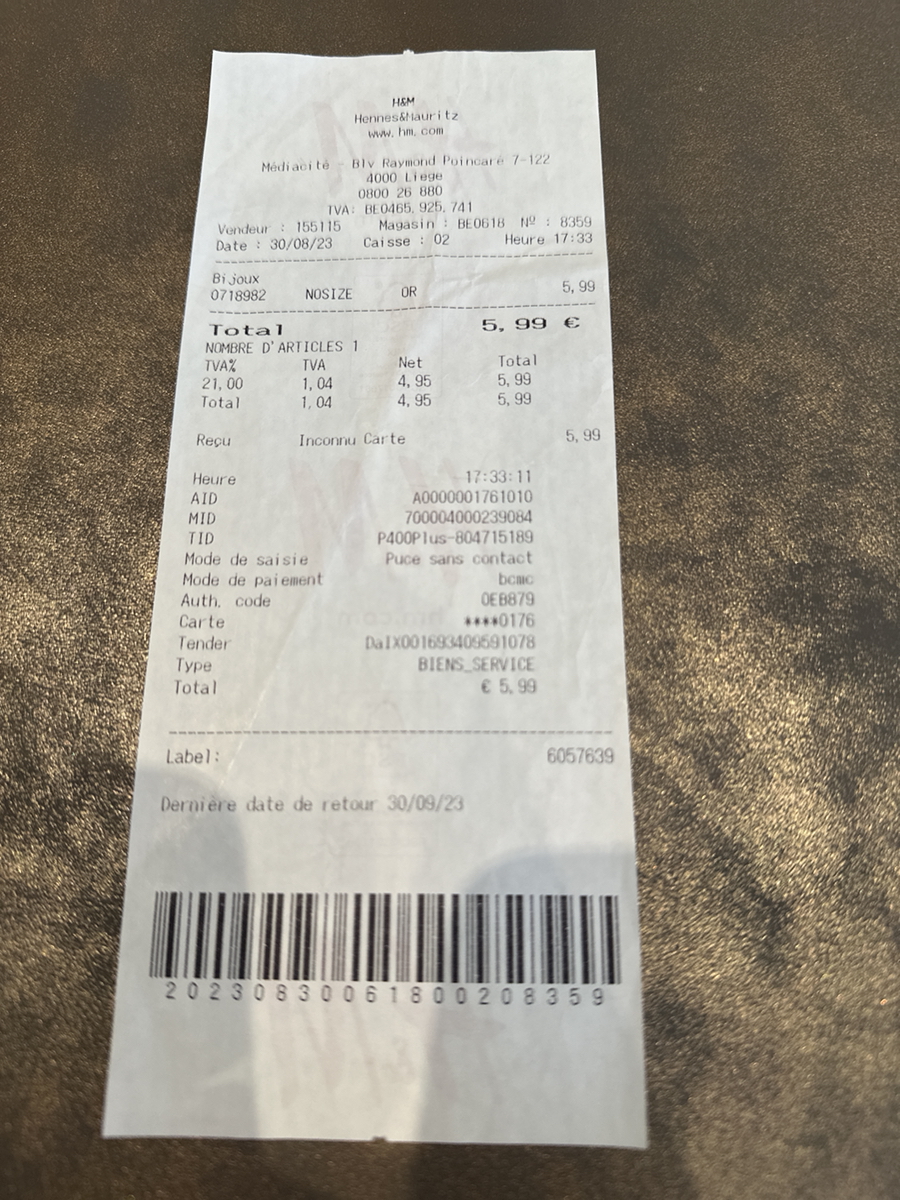 H&M
Hennes&Mauritz
www.hm.com
Médiacité - Blv Raymond Poincaré 7-122
4000 Liege
0800 26 880
TVA: BE0465.925.741
Vendeur : 155115 Magasin : BE0618 Nº : 8359
Date : 30/08/23 Caisse : 02 Heure 17:33
Bijoux
0718982 NOSIZE OR 5,99
Total 5,99 €
NOMBRE D'ARTICLES 1
TVA% TVA Net Total
21,00 1,04 4,95 5,99
Total 1,04 4,95 5,99
Reçu Inconnu Carte 5,99
Heure 17:33:11
AID A0000001761010
MID 700004000239084
TID P400Plus-804715189
Mode de saisie Puce sans contact
Mode de paiement bcmc
Auth. code 0EB879
Carte ****0176
Tender DalX001693409591078
Type BIENS_SERVICE
Total € 5,99
Label: 6057639
Dernière date de retour 30/09/23
20230830061800208359